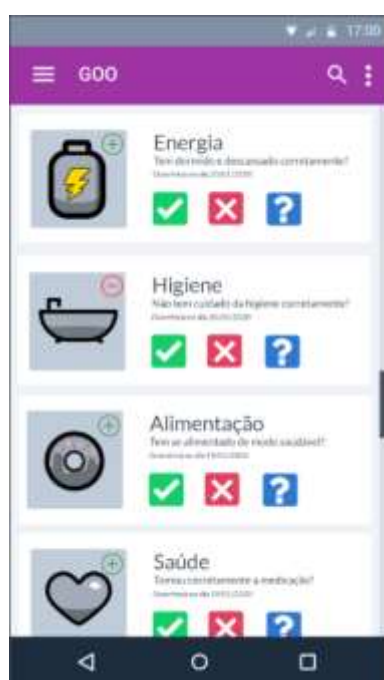 17:00
GOO
Energia
Tem dormido e descansado corretamente?
Higiene
Não tem cuidado da higiene corretamente?
Alimentação
Tem se alimentado de modo saudável?
Saúde
Tomou corretamente a medicação?